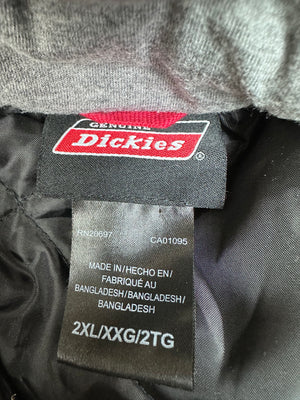 GENUINE
Dickies
®
RN20697 CA01095
MADE IN/HECHO EN/
FABRIQUÉ AU
BANGLADESH/BANGLADESH/
BANGLADESH
2XL/XXG/2TG